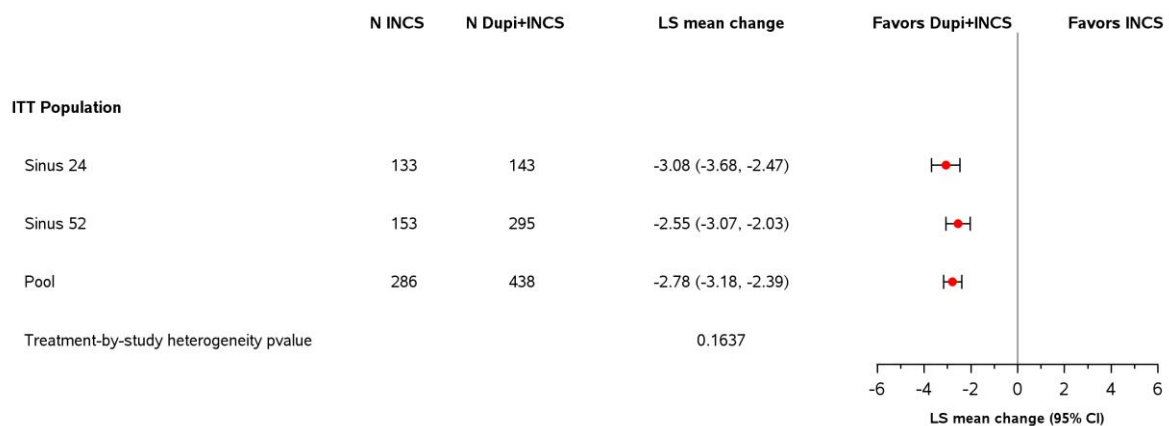 N INCS N Dupi+INCS LS mean change Favors Dupi+INCS Favors INCS
ITT Population
Sinus 24 133 143 -3.08 (-3.68, -2.47)
Sinus 52 153 295 -2.55 (-3.07, -2.03)
Pool 286 438 -2.78 (-3.18, -2.39)
Treatment-by-study heterogeneity pvalue 0.1637
-6 -4 -2 0 2 4 6
LS mean change (95% CI)